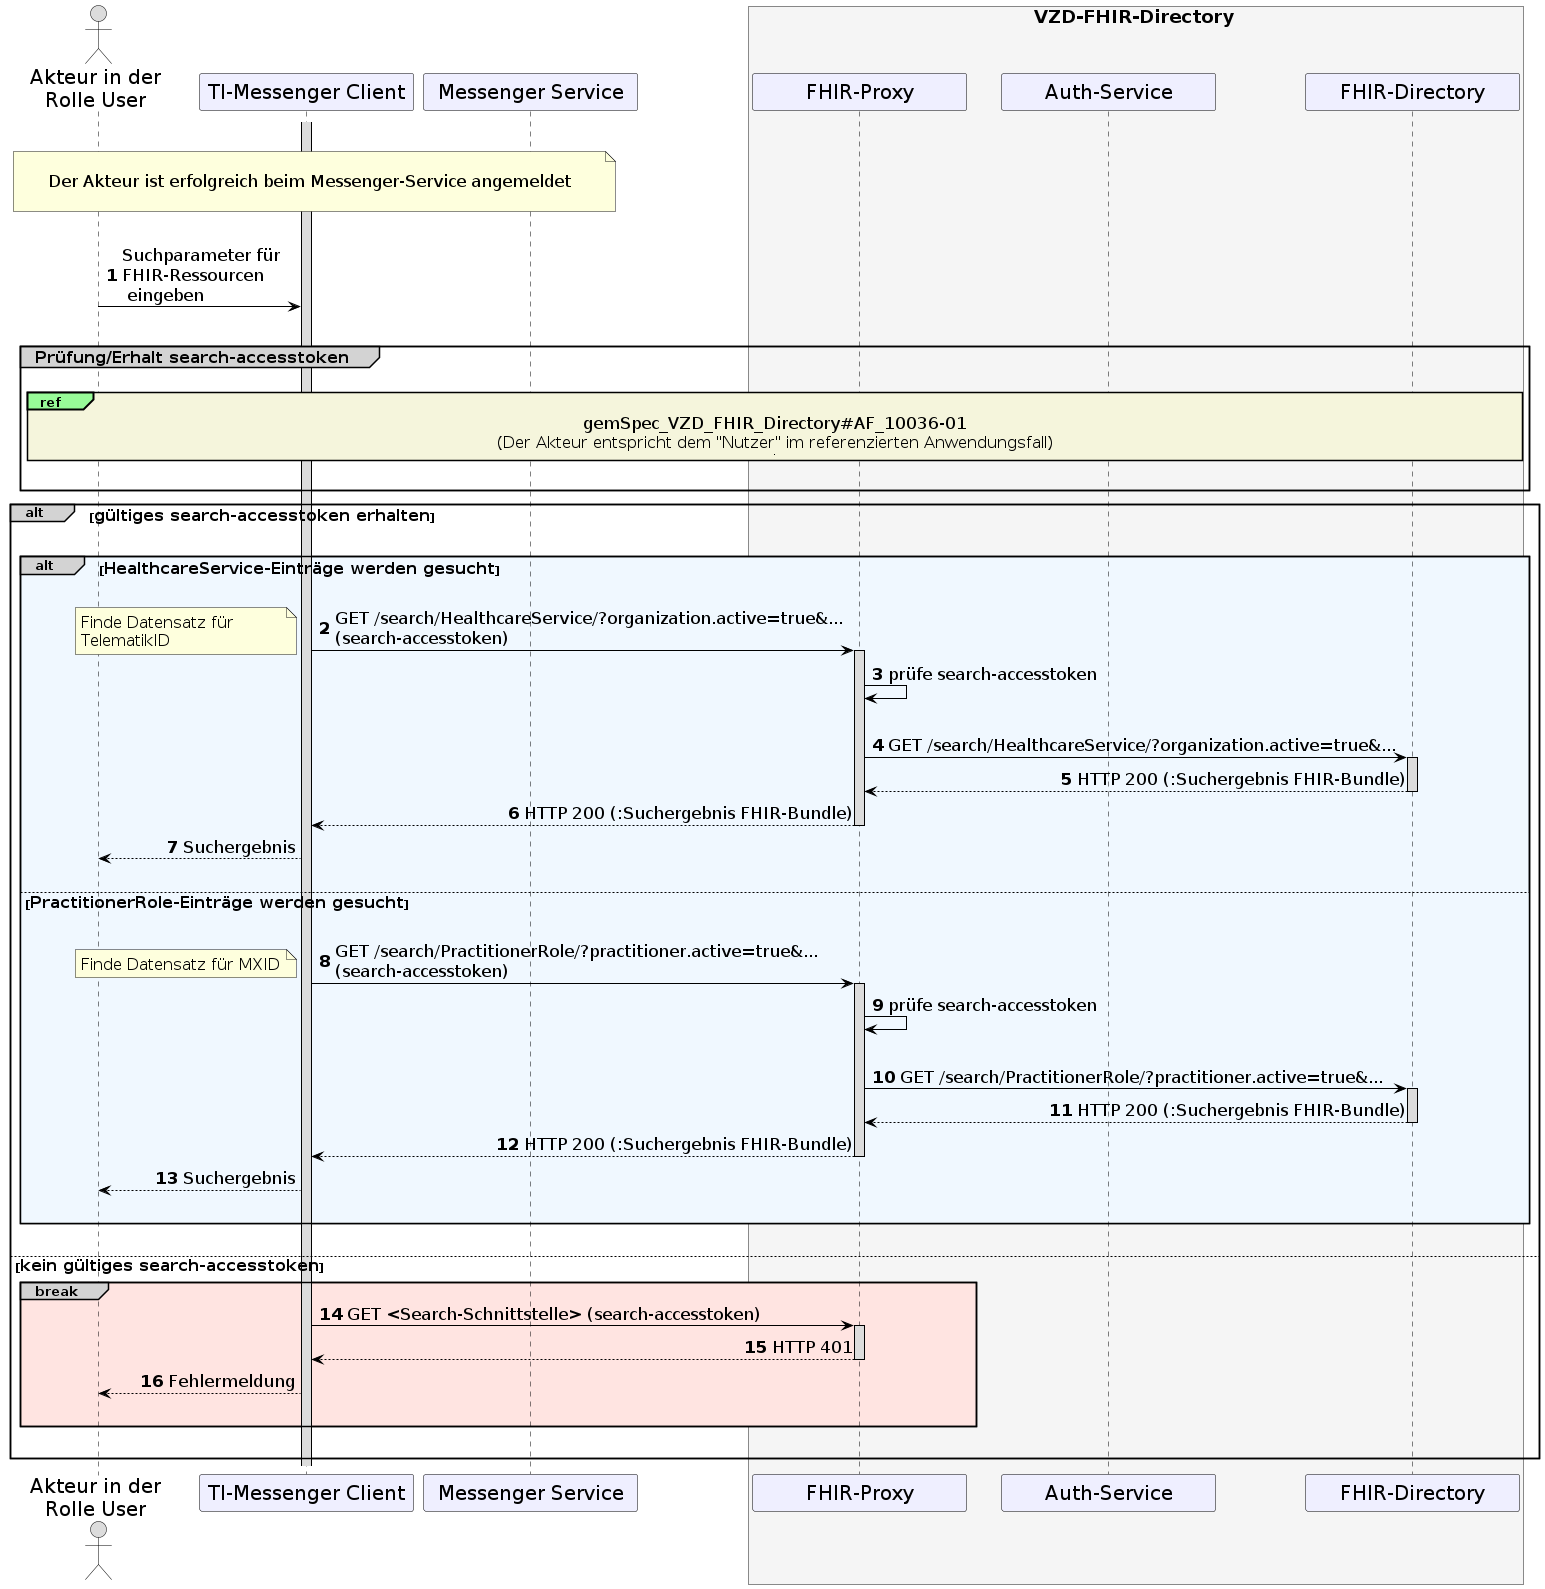 VZD-FHIR-Directory
Akteur in der
Rolle User
TI-Messenger Client
Messenger Service
FHIR-Proxy
Auth-Service
FHIR-Directory
Der Akteur ist erfolgreich beim Messenger-Service angemeldet
Suchparameter für
1 FHIR-Ressourcen
eingeben
Prüfung/Erhalt search-accesstoken
ref
gemSpec_VZD_FHIR_Directory#AF_10036-01
(Der Akteur entspricht dem "Nutzer" im referenzierten Anwendungsfall)
.
alt [gültiges search-accesstoken erhalten]
alt [HealthcareService-Einträge werden gesucht]
Finde Datensatz für
TelematikID
2 GET /search/HealthcareService/?organization.active=true&...
(search-accesstoken)
3 prüfe search-accesstoken
4 GET /search/HealthcareService/?organization.active=true&...
5 HTTP 200 (:Suchergebnis FHIR-Bundle)
6 HTTP 200 (:Suchergebnis FHIR-Bundle)
7 Suchergebnis
[PractitionerRole-Einträge werden gesucht]
Finde Datensatz für MXID
8 GET /search/PractitionerRole/?practitioner.active=true&...
(search-accesstoken)
9 prüfe search-accesstoken
10 GET /search/PractitionerRole/?practitioner.active=true&...
11 HTTP 200 (:Suchergebnis FHIR-Bundle)
12 HTTP 200 (:Suchergebnis FHIR-Bundle)
13 Suchergebnis
[kein gültiges search-accesstoken]
break
14 GET <Search-Schnittstelle> (search-accesstoken)
15 HTTP 401
16 Fehlermeldung
Akteur in der
Rolle User
TI-Messenger Client
Messenger Service
FHIR-Proxy
Auth-Service
FHIR-Directory